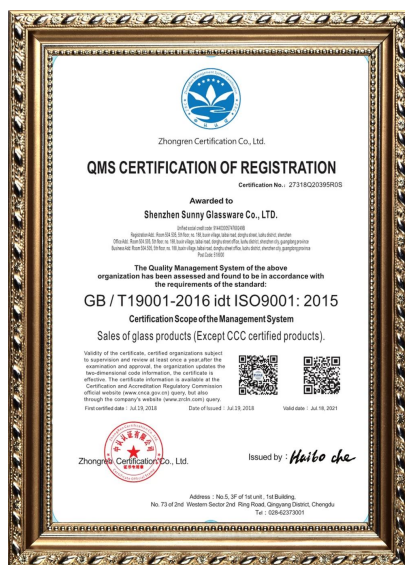 Zhongren Certification Co., Ltd.
QMS CERTIFICATION OF REGISTRATION
Certification No.: 27318Q20395R0S
Awarded to
Shenzhen Sunny Glassware Co., LTD.
The Quality Management System of the above
organization has been assessed and found to be in accordance with
the requirements of the standard:
GB / T19001-2016 idt ISO9001: 2015
Certification Scope of the Management System
Sales of glass products (Except CCC certified products).
Validity of the certificate, certified organizations subject
to supervision and review at least once a year,after the
examination and approval, the organization updates the
two-dimensional code information, the certificate is
effective. The certificate information is available at the
Certification and Accreditation Regulatory Commission
official website (www.cnca.gov.cn) query, but also
through the company's website (www.zrcln.com) query.
First certified date : Jul.19, 2018 Date of Issued : Jul.19, 2018 Valid date : Jul.18, 2021
Zhongren Certification Co., Ltd.
Issued by : Haibo che
Address : No.5, 3F of 1st unit , 1st Building,
No. 73 of 2nd Western Sector 2nd Ring Road, Qingyang District, Chengdu
Tel : 028-62373001